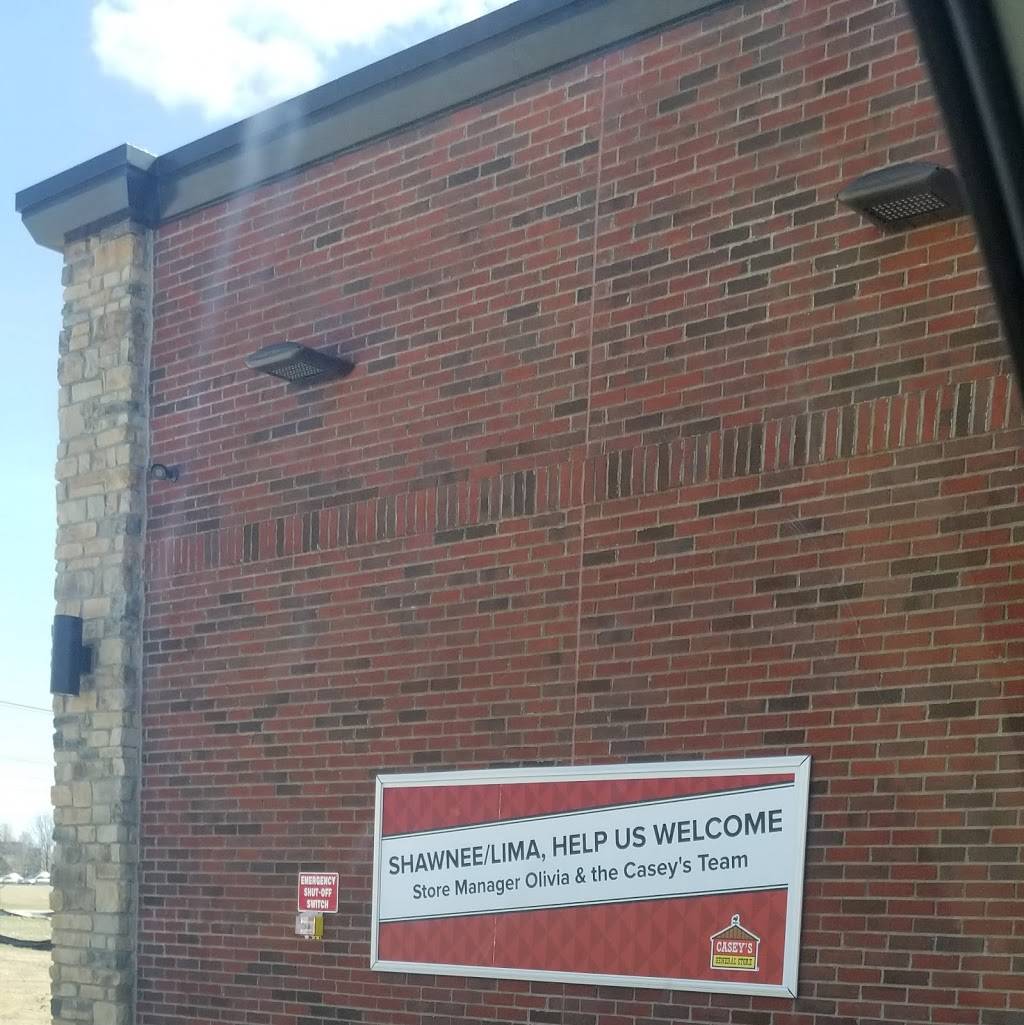 SHAWNEE/LIMA, HELP US WELCOME
Store Manager Olivia & the Casey's Team
CASEY'S
GENERAL STORE
EMERGENCY
SHUT-OFF
SWITCH